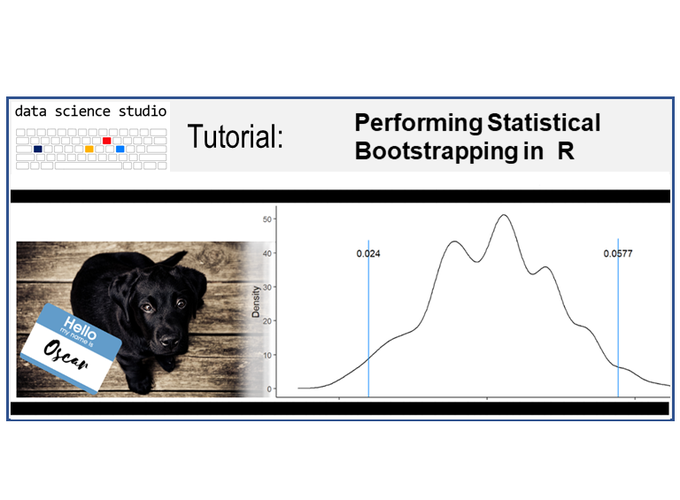 data science studio
Tutorial:
Performing Statistical
Bootstrapping in R
Hello
my name is
Oscar
Density
50
40
30
20
10
0
0.024
0.0577